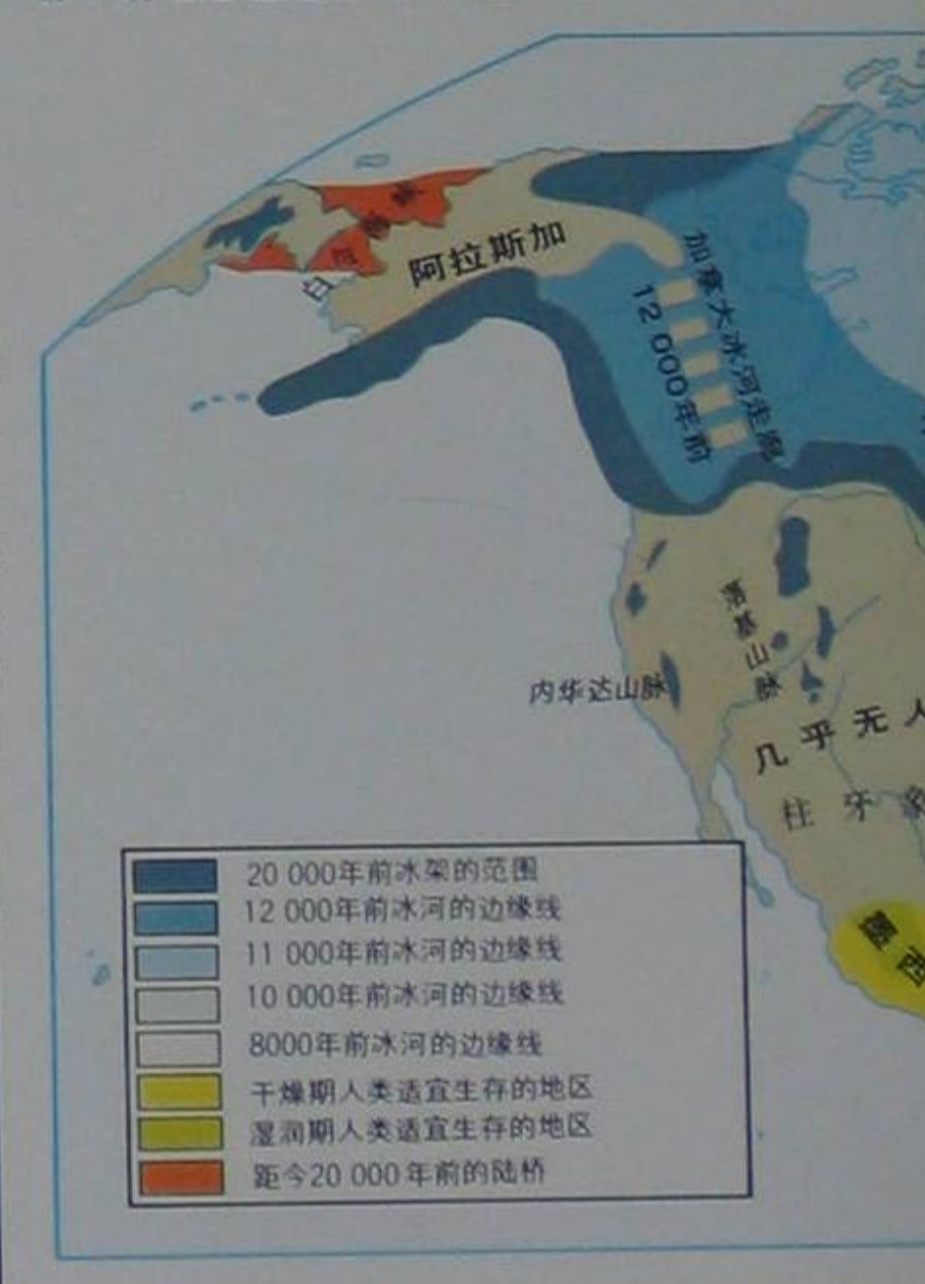 阿拉斯加
加拿大冰河走廊
12 000年前
落基山脉
内华达山脉
几乎无人
柱牙象
墨西
20 000年前冰架的范围
12 000年前冰河的边缘线
11 000年前冰河的边缘线
10 000年前冰河的边缘线
8000年前冰河的边缘线
干燥期人类适宜生存的地区
湿润期人类适宜生存的地区
距今20 000年前的陆桥